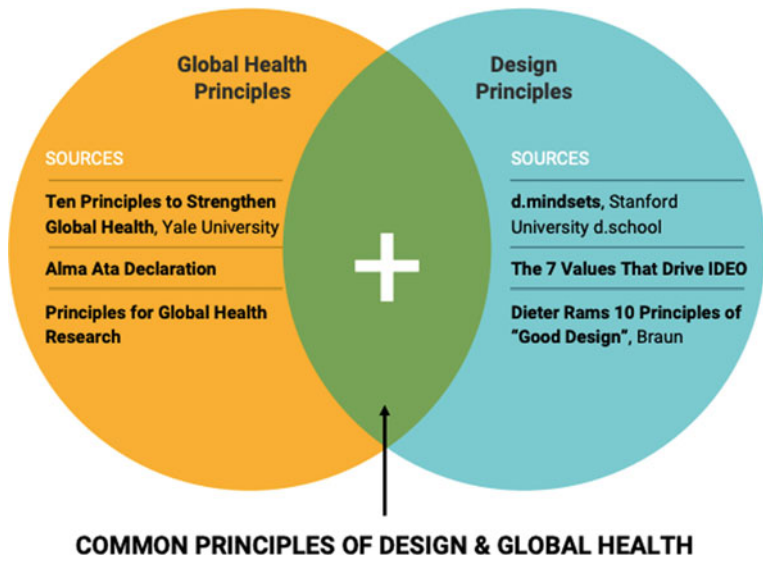 Global Health
Principles
SOURCES
Ten Principles to Strengthen
Global Health, Yale University
Alma Ata Declaration
Principles for Global Health
Research
Design
Principles
SOURCES
d.mindsets, Stanford
University d.school
The 7 Values That Drive IDEO
Dieter Rams 10 Principles of
“Good Design“, Braun
+
COMMON PRINCIPLES OF DESIGN & GLOBAL HEALTH